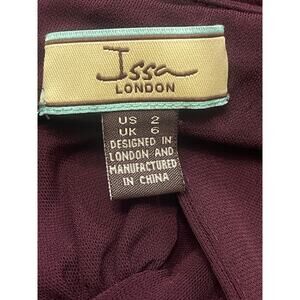 Issa
LONDON
US 2
UK 6
DESIGNED IN
LONDON AND
MANUFACTURED
IN CHINA